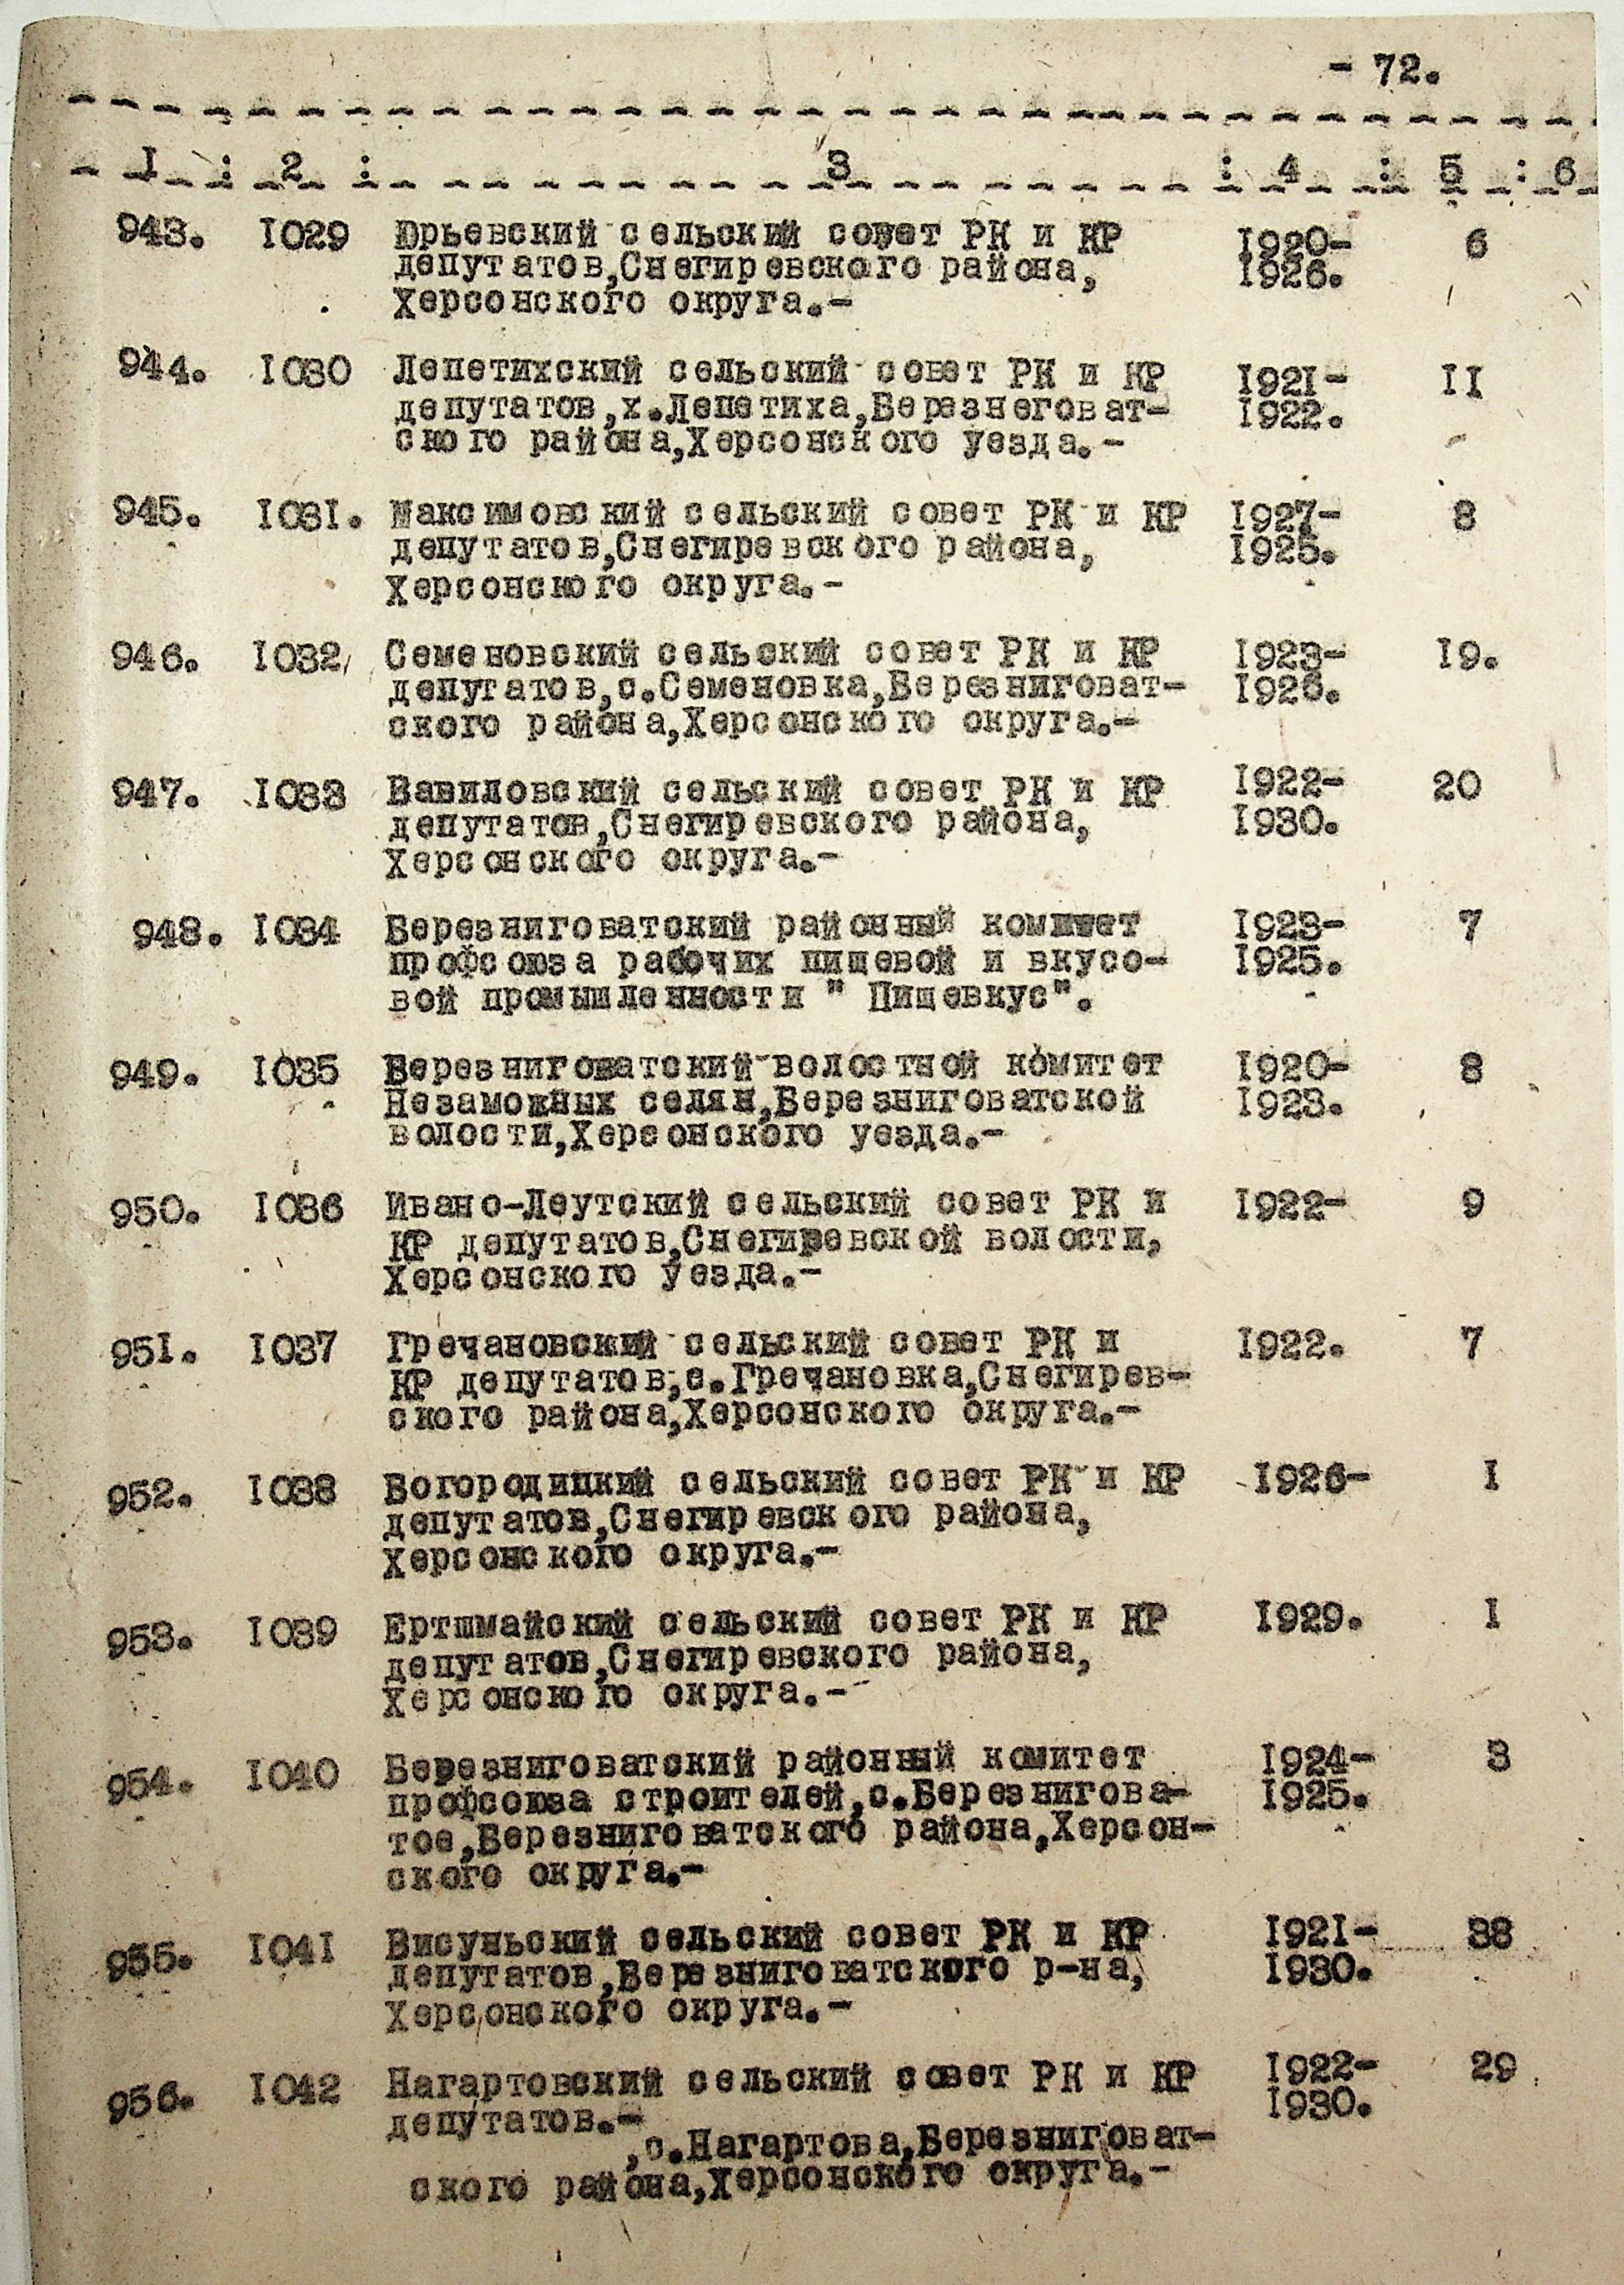 - 72.
1 : 2 : 3 : 4 : 5 : 6
943. 1029 Юрьевский сельский совет РК и КР 1920- 6
депутатов,Снегиревского района, 1926.
Херсонского округа.-
944. 1030 Лепетихский сельский совет РК и КР 1921- 11
депутатов,х.Лепетиха,Березнеговат- 1922.
ского района,Херсонского уезда.-
945. 1031. Максимовский сельский совет РК и КР 1927- 8
депутатов,Снегиревского района, 1925.
Херсонского округа.-
946. 1032 Семеновский сельский совет РК и КР 1923- 19.
депутатов,с.Семеновка,Березниговат- 1926.
ского района,Херсонского округа.-
947. 1033 Вавиловский сельский совет РК и КР 1922- 20
депутатов,Снегиревского района, 1930.
Херсонского округа.-
948. 1034 Березниговатский районный комитет 1923- 7
профсоюза рабочих пищевой и вкусо- 1925.
вой промышленности " Пищевкус".
949. 1035 Березниговатский волостной комитет 1920- 8
Незаможных селян,Березниговатской 1923.
волости,Херсонского уезда.-
950. 1036 Ивано-Леутский сельский совет РК и 1922- 9
КР депутатов,Снегиревской волости,
Херсонского уезда.-
951. 1037 Гречановский сельский совет РК и 1922. 7
КР депутатов,с.Гречановка,Снегирев-
ского района,Херсонского округа.-
952. 1038 Богородицкий сельский совет РК и КР 1926- 1
депутатов,Снегиревского района,
Херсонского округа.-
953. 1039 Ертшмайский сельский совет РК и КР 1929. 1
депутатов,Снегиревского района,
Херсонского округа.-
954. 1040 Березниговатский районный комитет 1924- 3
профсоюза строителей,с.Березнигова- 1925.
тое,Березниговатского района,Херсон-
ского округа.-
955. 1041 Висуньский сельский совет РК и КР 1921- 38
депутатов,Березниговатского р-на, 1930.
Херсонского округа.-
956. 1042 Нагартовский сельский совет РК и КР 1922- 29
депутатов.- 1930.
,с.Нагартова,Березниговат-
ского района,Херсонского округа.-